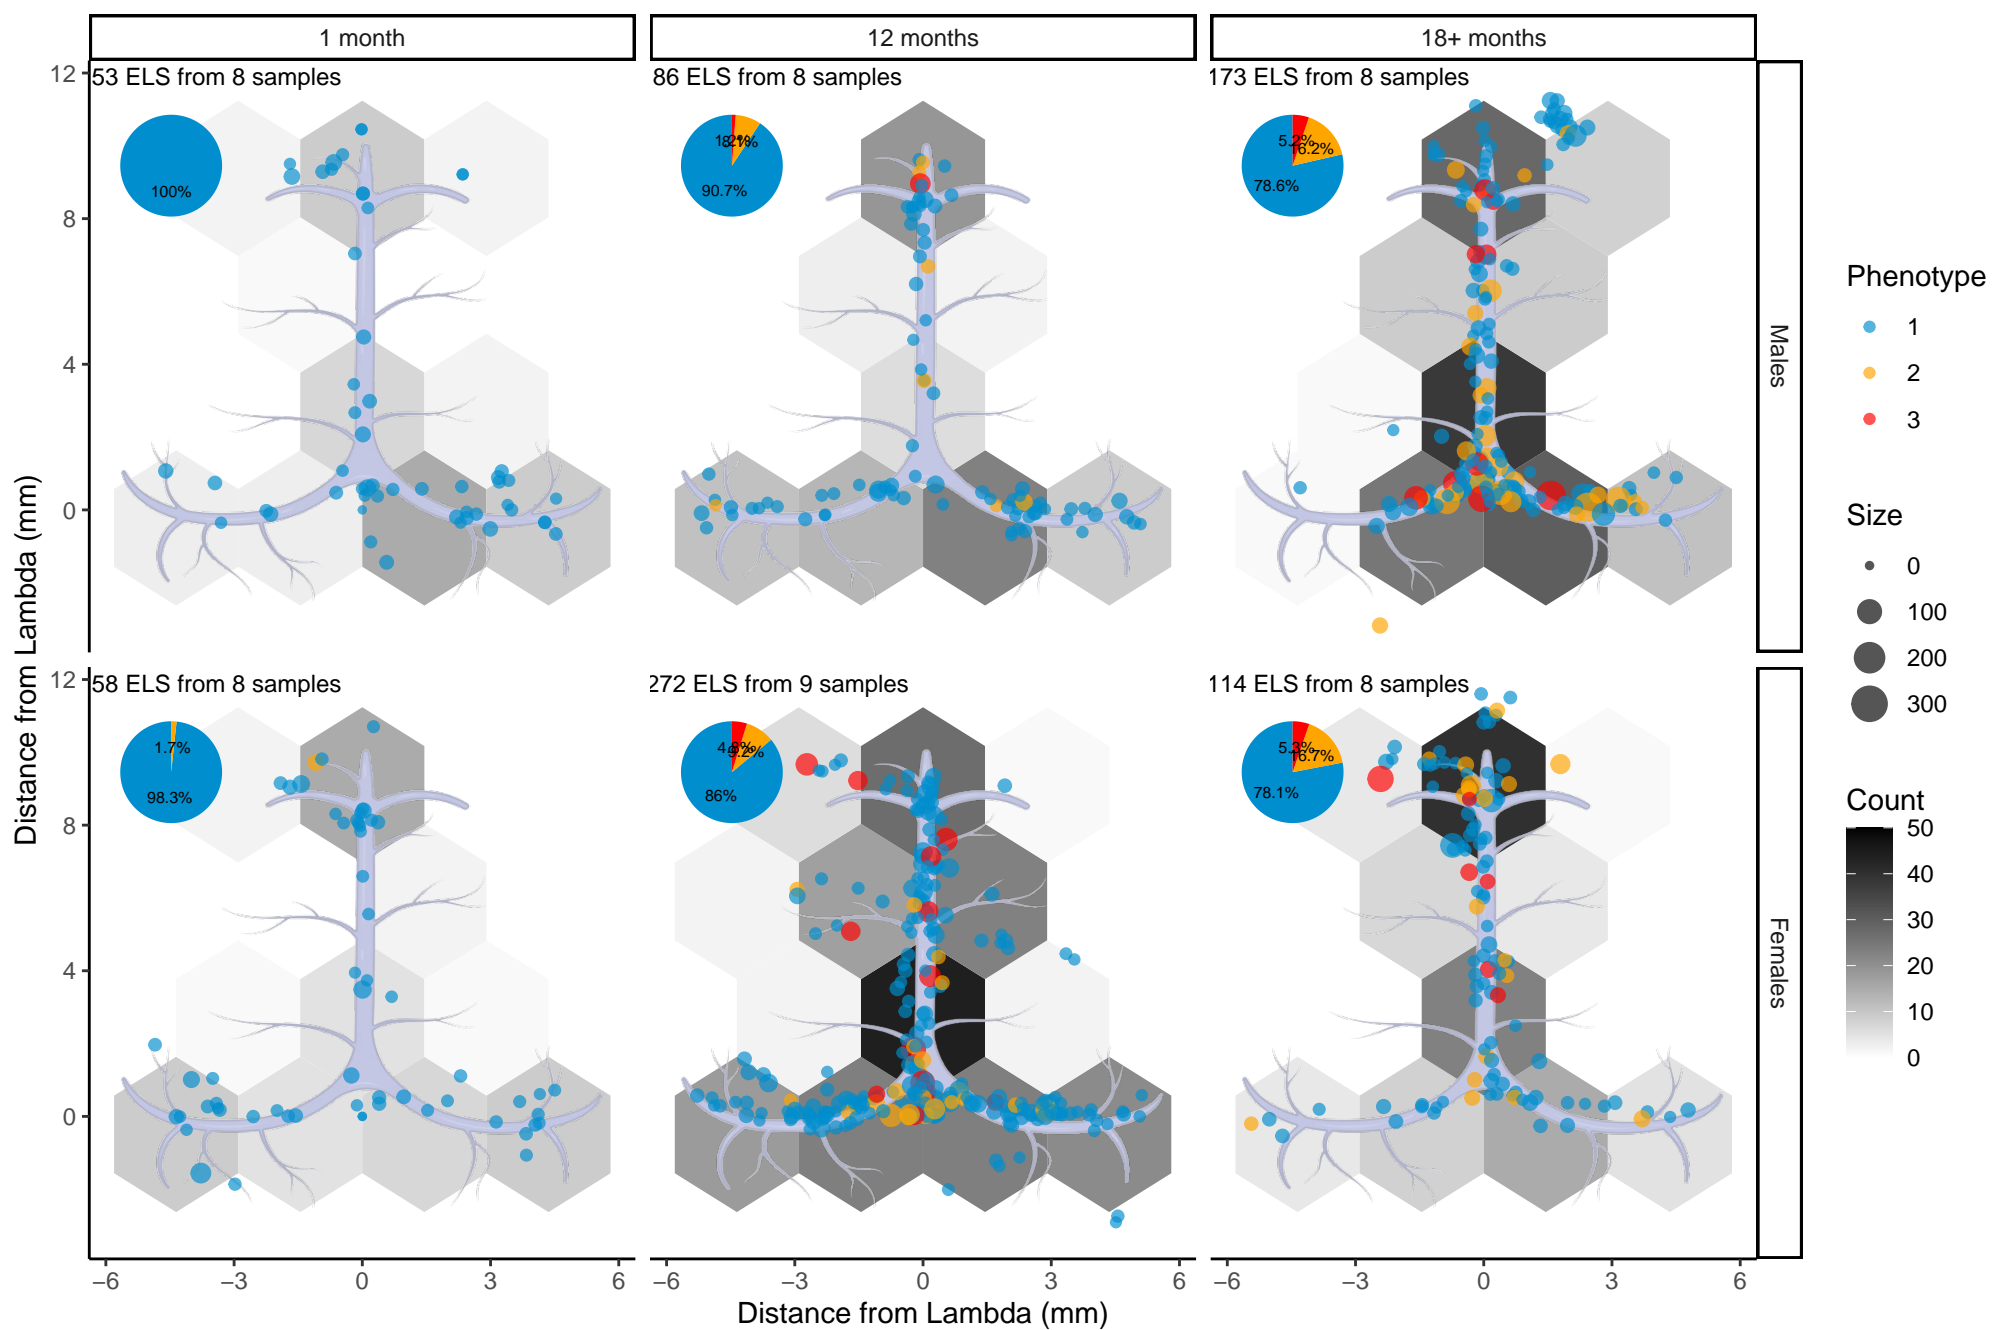 1 month
12 months
18+ months
53 ELS from 8 samples
86 ELS from 8 samples
173 ELS from 8 samples
100%
90.7%
5.2%
78.6%
Males
58 ELS from 8 samples
272 ELS from 9 samples
114 ELS from 8 samples
1.7%
98.3%
9.2%
86%
5.3%
78.1%
Females
12
8
4
0
12
8
4
0
Distance from Lambda (mm)
−6 −3 0 3 6
−6 −3 0 3 6
−6 −3 0 3 6
Distance from Lambda (mm)
Phenotype
1
2
3
Size
0
100
200
300
Count
50
40
30
20
10
0